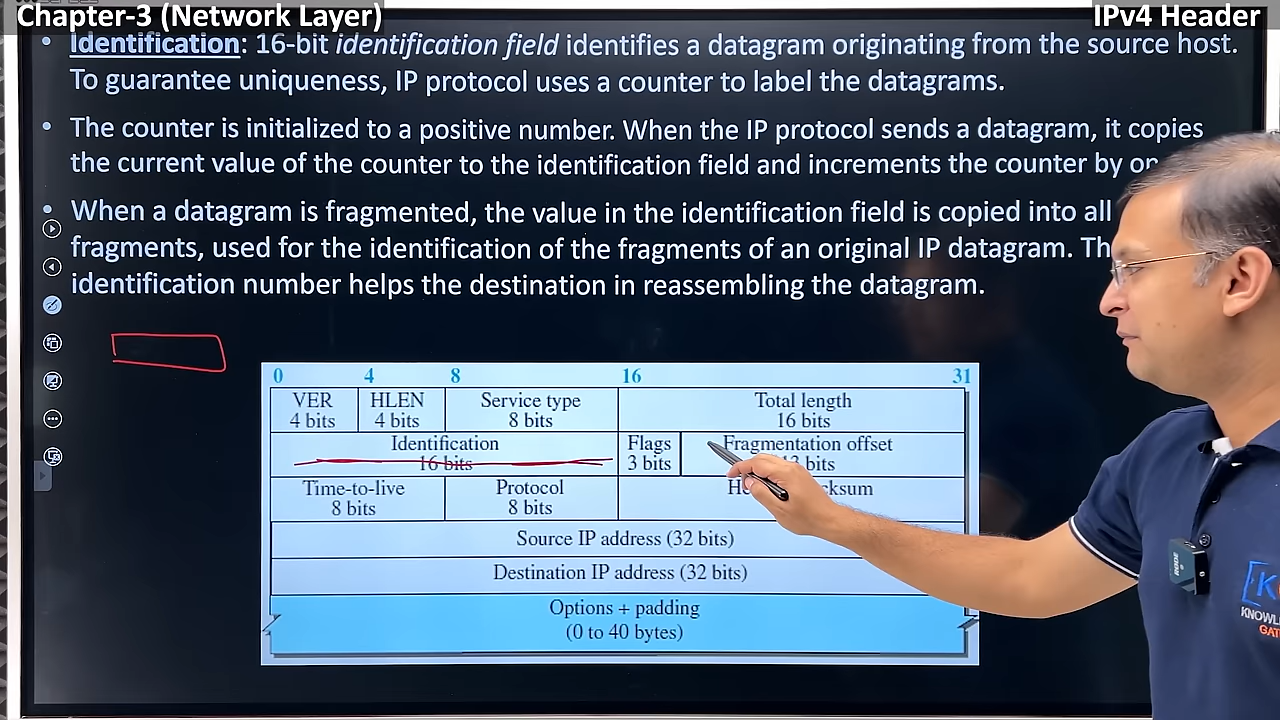 Chapter-3 (Network Layer)
IPv4 Header
• Identification: 16-bit identification field identifies a datagram originating from the source host.
To guarantee uniqueness, IP protocol uses a counter to label the datagrams.
• The counter is initialized to a positive number. When the IP protocol sends a datagram, it copies
the current value of the counter to the identification field and increments the counter by
• When a datagram is fragmented, the value in the identification field is copied into all
fragments, used for the identification of the fragments of an original IP datagram.
identification number helps the destination in reassembling the datagram.
0 4 8 16 31
VER HLEN Service type Total length
4 bits 4 bits 8 bits 16 bits
Identification Flags Fragmentation offset
16 bits 3 bits bits
Time-to-live Protocol
8 bits 8 bits
Source IP address (32 bits)
Destination IP address (32 bits)
Options + padding
(0 to 40 bytes)
RODE